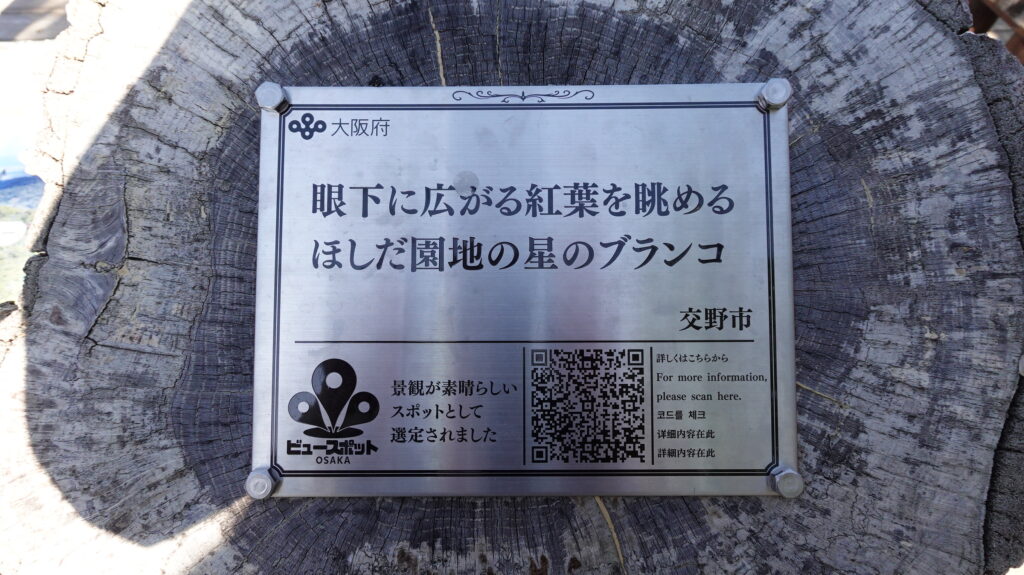 大阪府
眼下に広がる紅葉を眺める
ほしだ園地の星のブランコ
交野市
ビュースポット
OSAKA
景観が素晴らしい
スポットとして
選定されました
詳しくはこちらから
For more information,
please scan here.
코드를 체크
详细内容在此
詳細內容在此